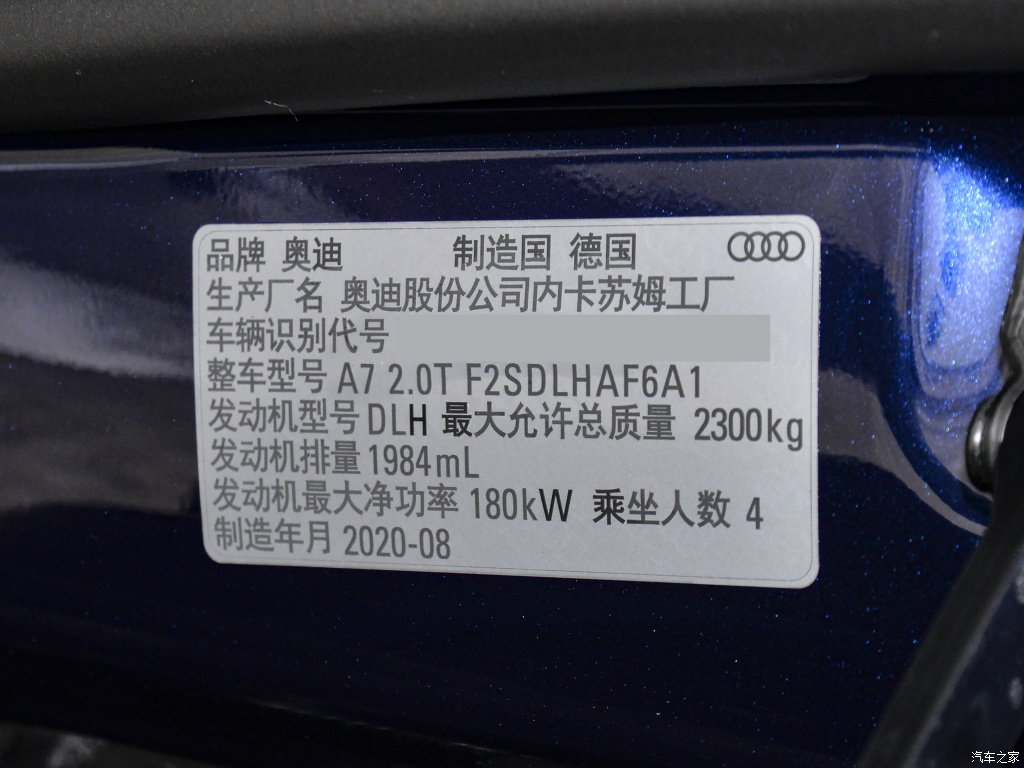 品牌 奥迪 制造国 德国
生产厂名 奥迪股份公司内卡苏姆工厂
车辆识别代号
整车型号 A7 2.0T F2SDLHAF6A1
发动机型号 DLH 最大允许总质量 2300kg
发动机排量 1984mL
发动机最大净功率 180kW 乘坐人数 4
制造年月 2020-08
汽车之家